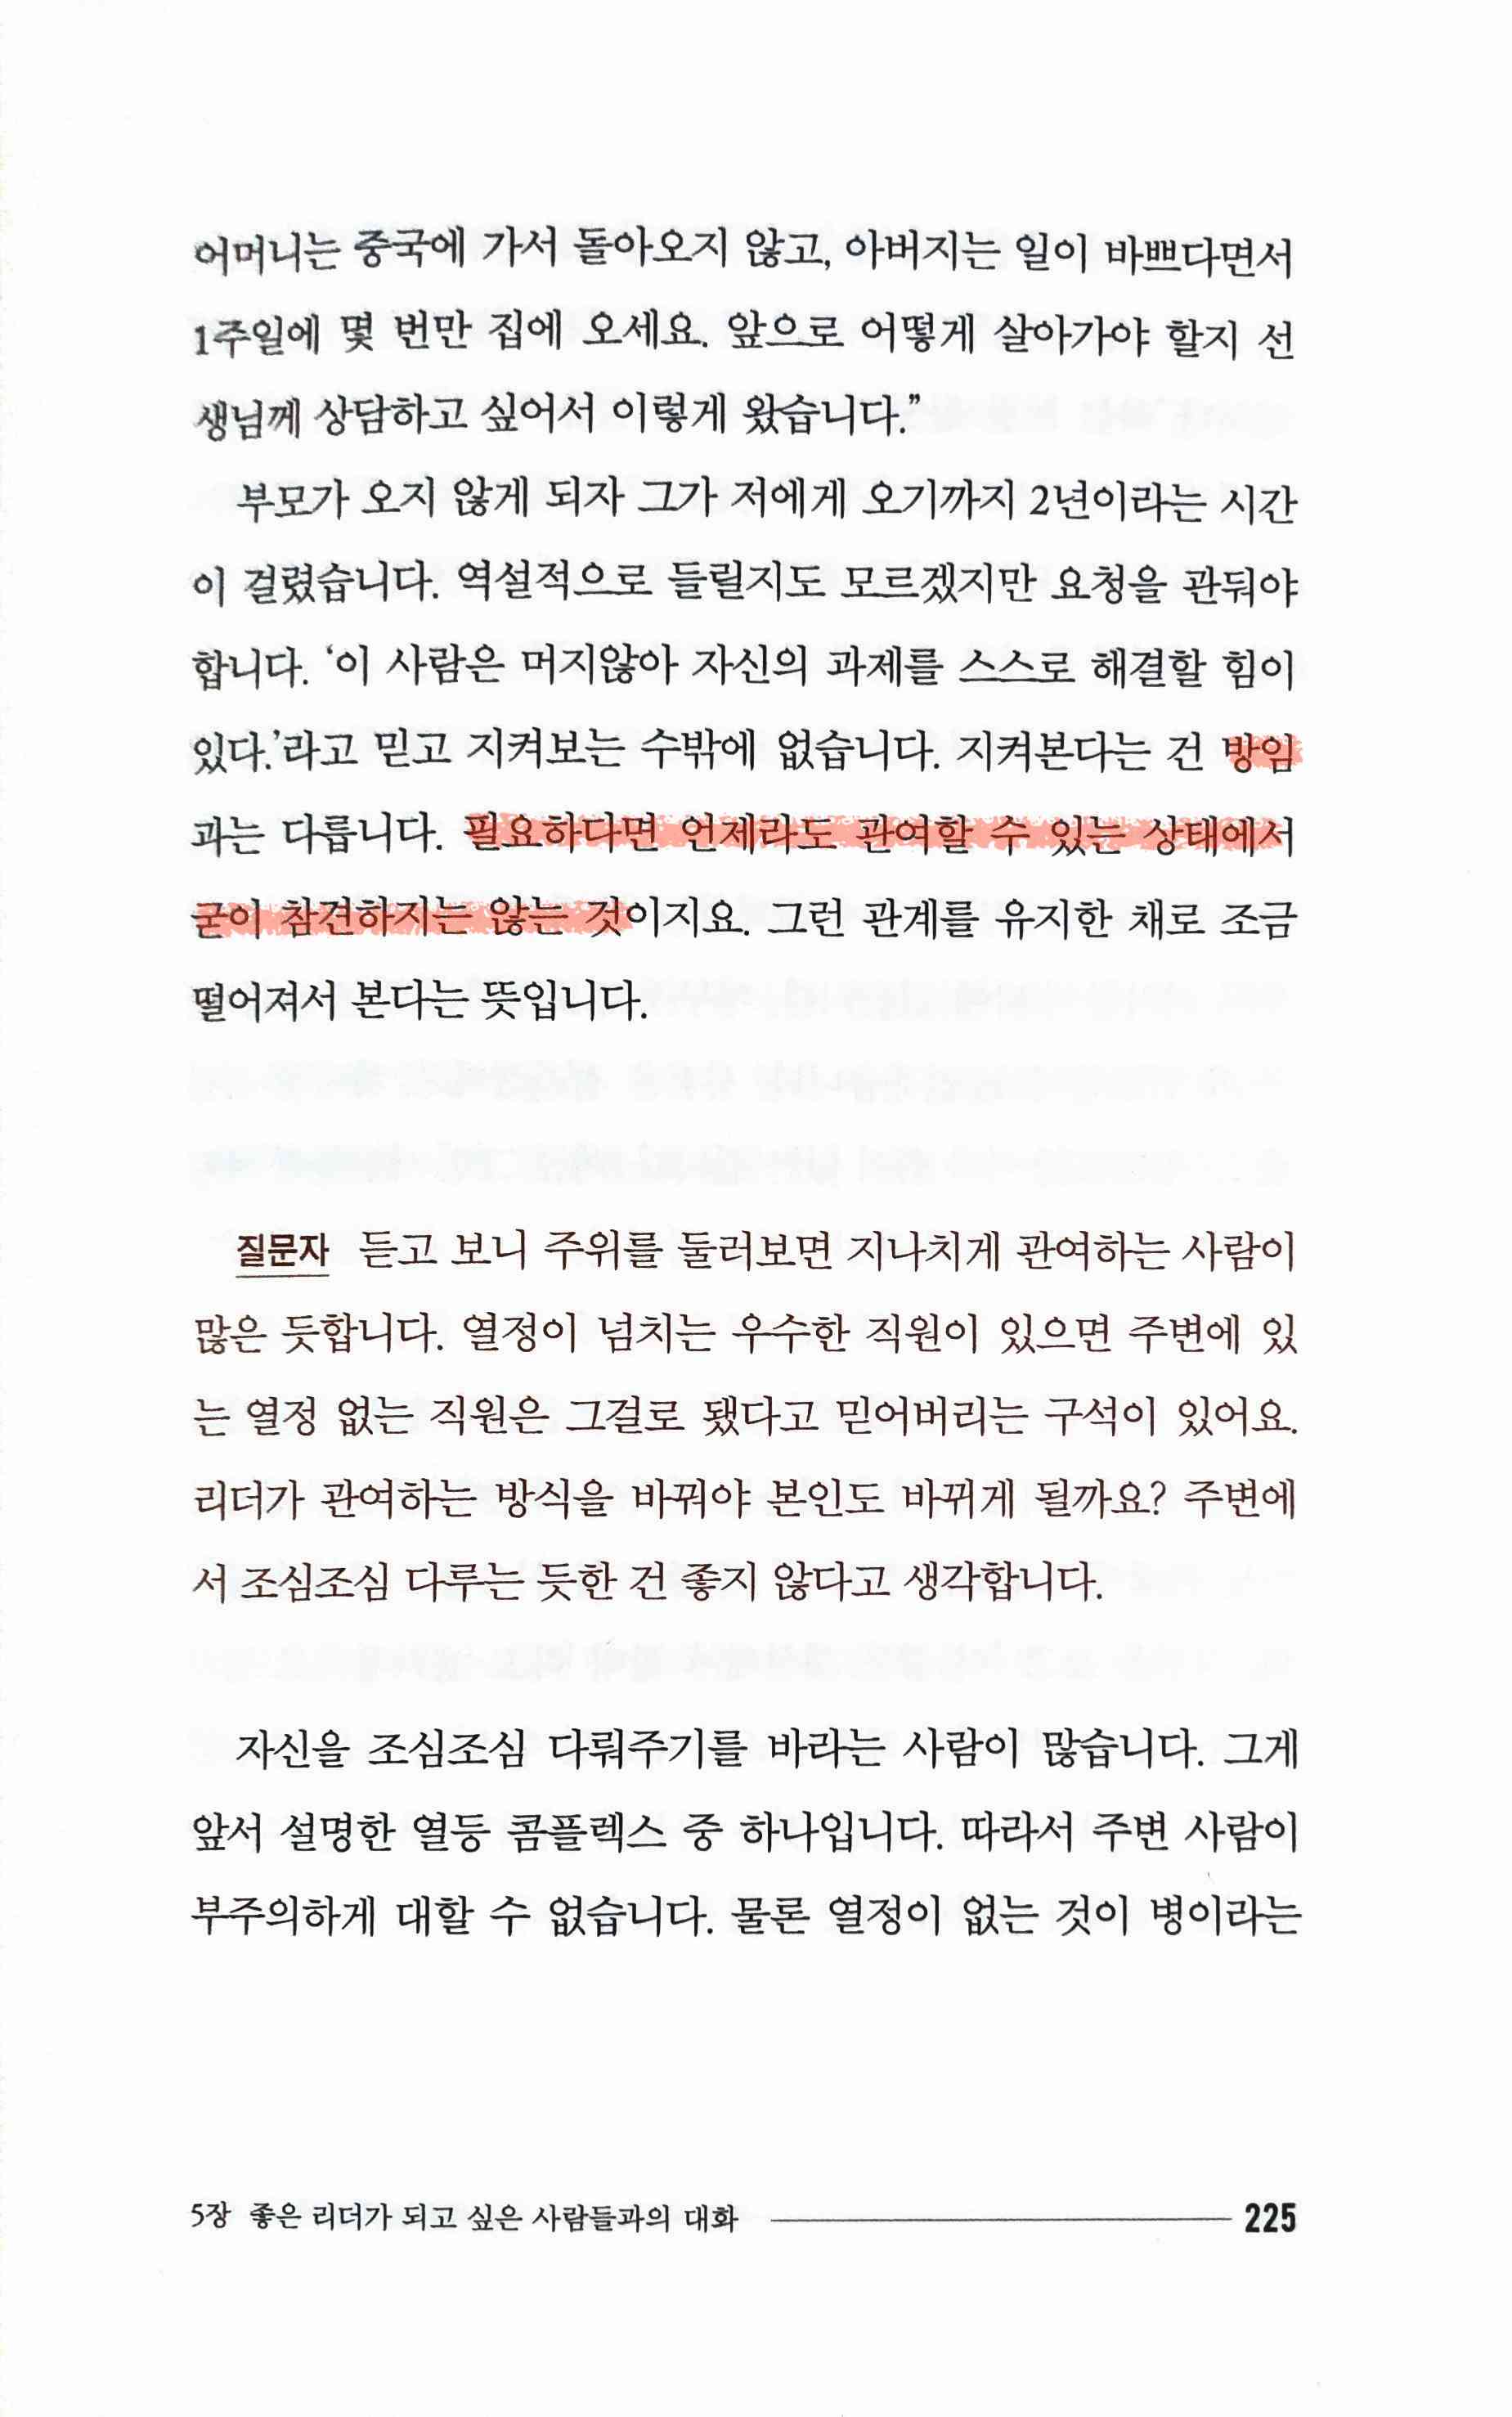 어머니는 중국에 가서 돌아오지 않고, 아버지는 일이 바쁘다면서
1주일에 몇 번만 집에 오세요. 앞으로 어떻게 살아가야 할지 선
생님께 상담하고 싶어서 이렇게 왔습니다.”
부모가 오지 않게 되자 그가 저에게 오기까지 2년이라는 시간
이 걸렸습니다. 역설적으로 들릴지도 모르겠지만 요청을 관둬야
합니다. ‘이 사람은 머지않아 자신의 과제를 스스로 해결할 힘이
있다.’라고 믿고 지켜보는 수밖에 없습니다. 지켜본다는 건 방임
과는 다릅니다. 필요하다면 언제라도 관여할 수 있는 상태에서
굳이 참견하지는 않는 것이지요. 그런 관계를 유지한 채로 조금
떨어져서 본다는 뜻입니다.
질문자 듣고 보니 주위를 둘러보면 지나치게 관여하는 사람이
많은 듯합니다. 열정이 넘치는 우수한 직원이 있으면 주변에 있
는 열정 없는 직원은 그걸로 됐다고 믿어버리는 구석이 있어요.
리더가 관여하는 방식을 바꿔야 본인도 바뀌게 될까요? 주변에
서 조심조심 다루는 듯한 건 좋지 않다고 생각합니다.
자신을 조심조심 다뤄주기를 바라는 사람이 많습니다. 그게
앞서 설명한 열등 콤플렉스 중 하나입니다. 따라서 주변 사람이
부주의하게 대할 수 없습니다. 물론 열정이 없는 것이 병이라는
5장 좋은 리더가 되고 싶은 사람들과의 대화 225